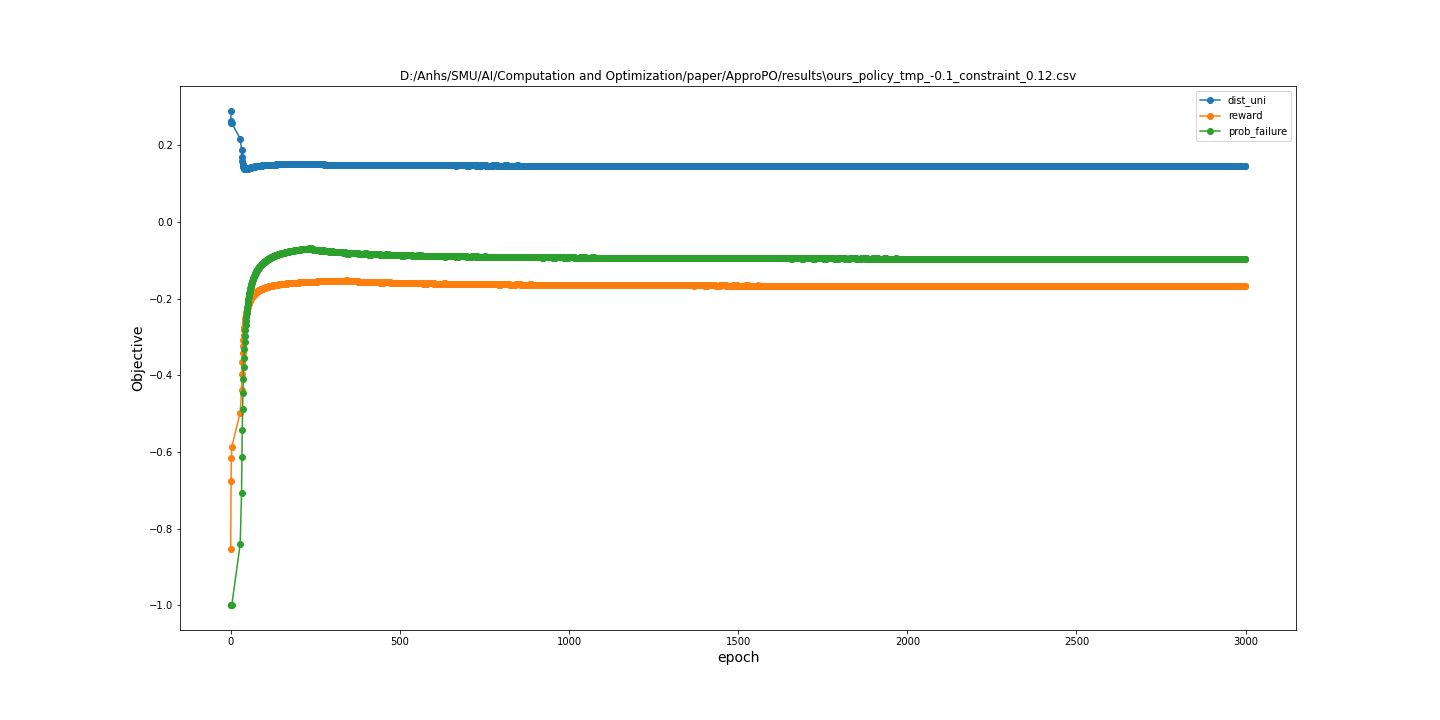 D:/Anhs/SMU/AI/Computation and Optimization/paper/ApproPO/results\ours_policy_tmp_-0.1_constraint_0.12.csv
dist_uni
reward
prob_failure
Objective
0.2
0.0
−0.2
−0.4
−0.6
−0.8
−1.0
0
500
1000
1500
2000
2500
3000
epoch